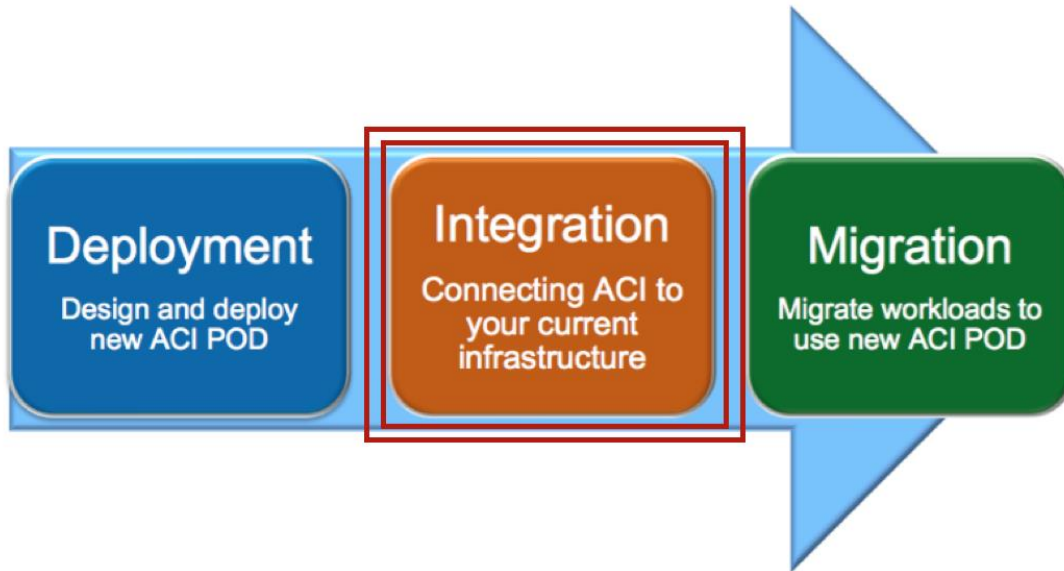 Deployment
Design and deploy
new ACI POD
Integration
Connecting ACI to
your current
infrastructure
Migration
Migrate workloads to
use new ACI POD